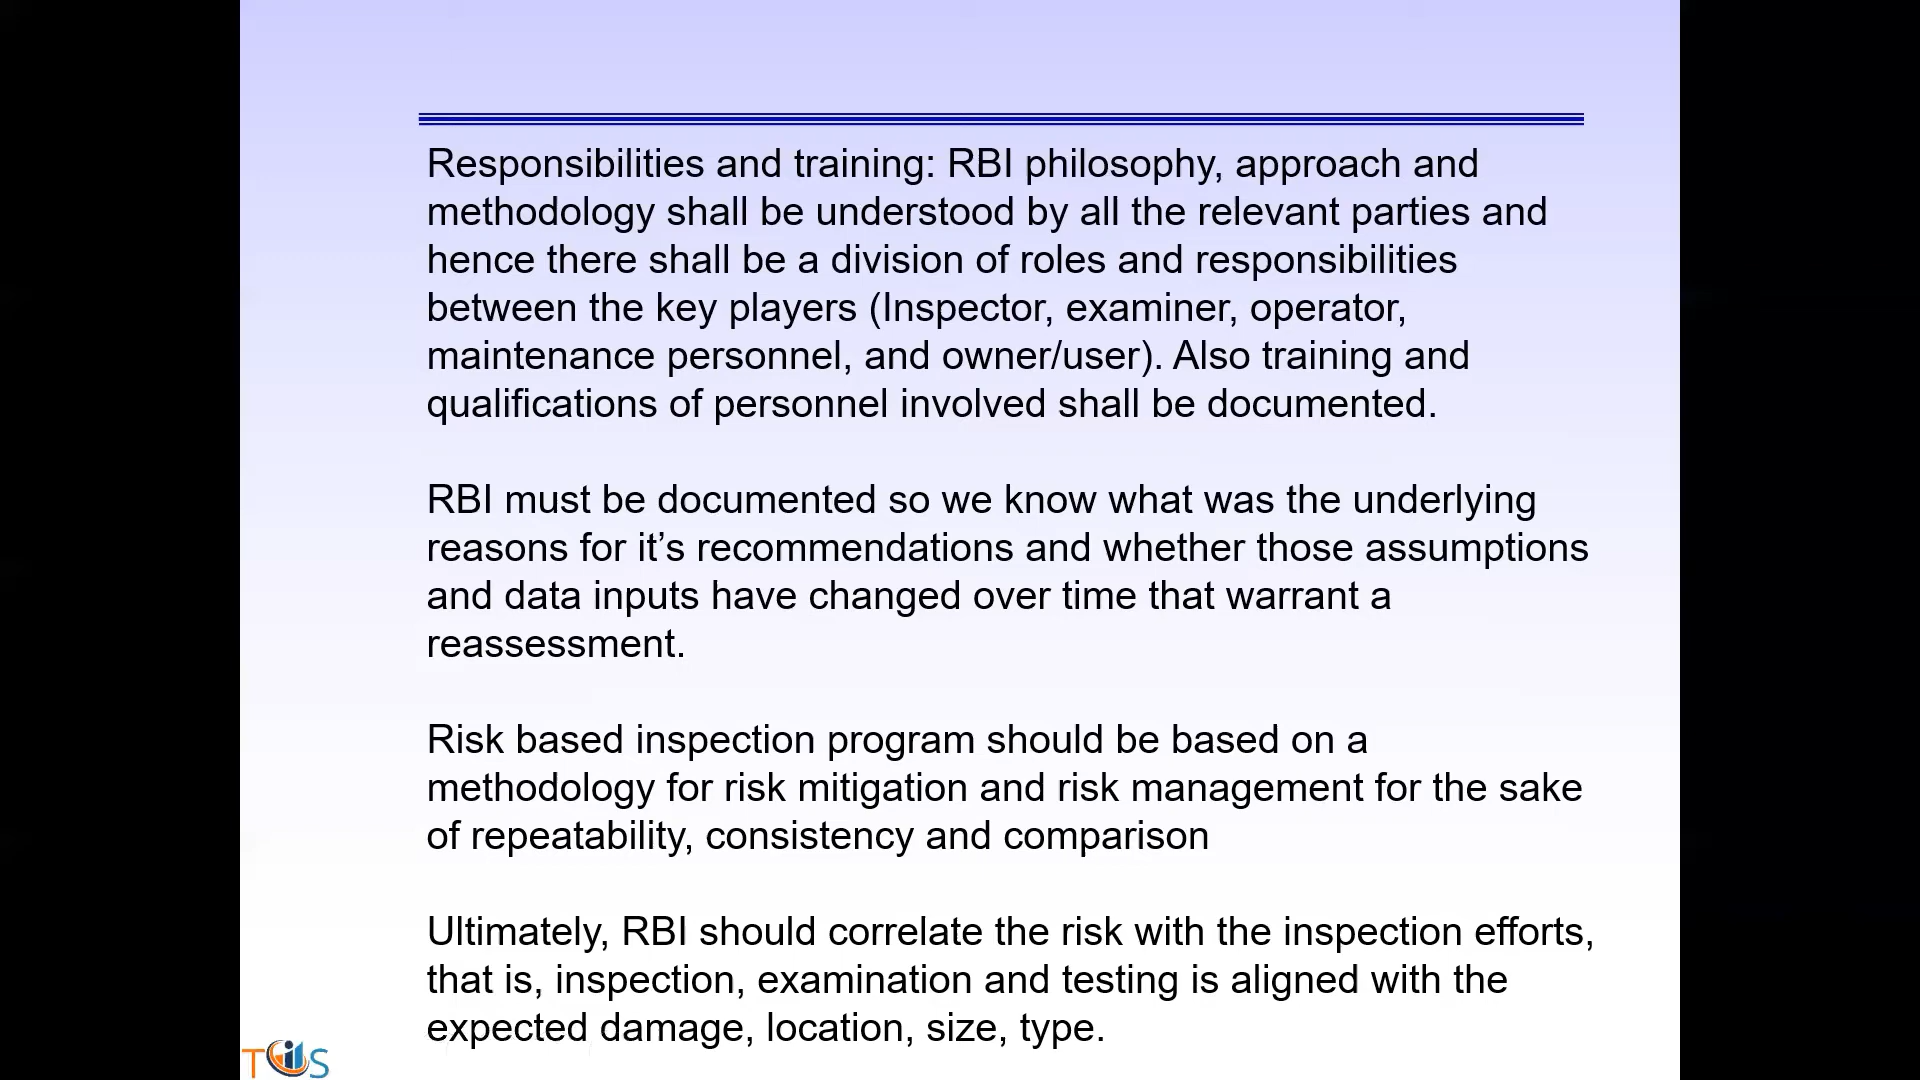 Responsibilities and training: RBI philosophy, approach and
methodology shall be understood by all the relevant parties and
hence there shall be a division of roles and responsibilities
between the key players (Inspector, examiner, operator,
maintenance personnel, and owner/user). Also training and
qualifications of personnel involved shall be documented.
RBI must be documented so we know what was the underlying
reasons for it’s recommendations and whether those assumptions
and data inputs have changed over time that warrant a
reassessment.
Risk based inspection program should be based on a
methodology for risk mitigation and risk management for the sake
of repeatability, consistency and comparison
Ultimately, RBI should correlate the risk with the inspection efforts,
that is, inspection, examination and testing is aligned with the
expected damage, location, size, type.